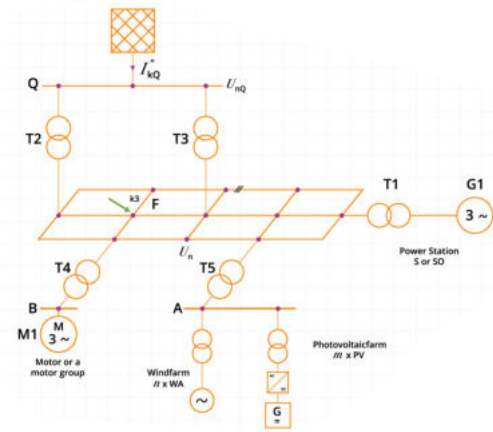 I"kQ
Q
UnQ
T2
T3
T1
G1
3 ~
k3
F
Power Station
S or SO
Un
T4
T5
B
A
M1
M
3 ~
Motor or a
motor group
Windfarm
n x WA
~
Photovoltaicfarm
m x PV
G
=